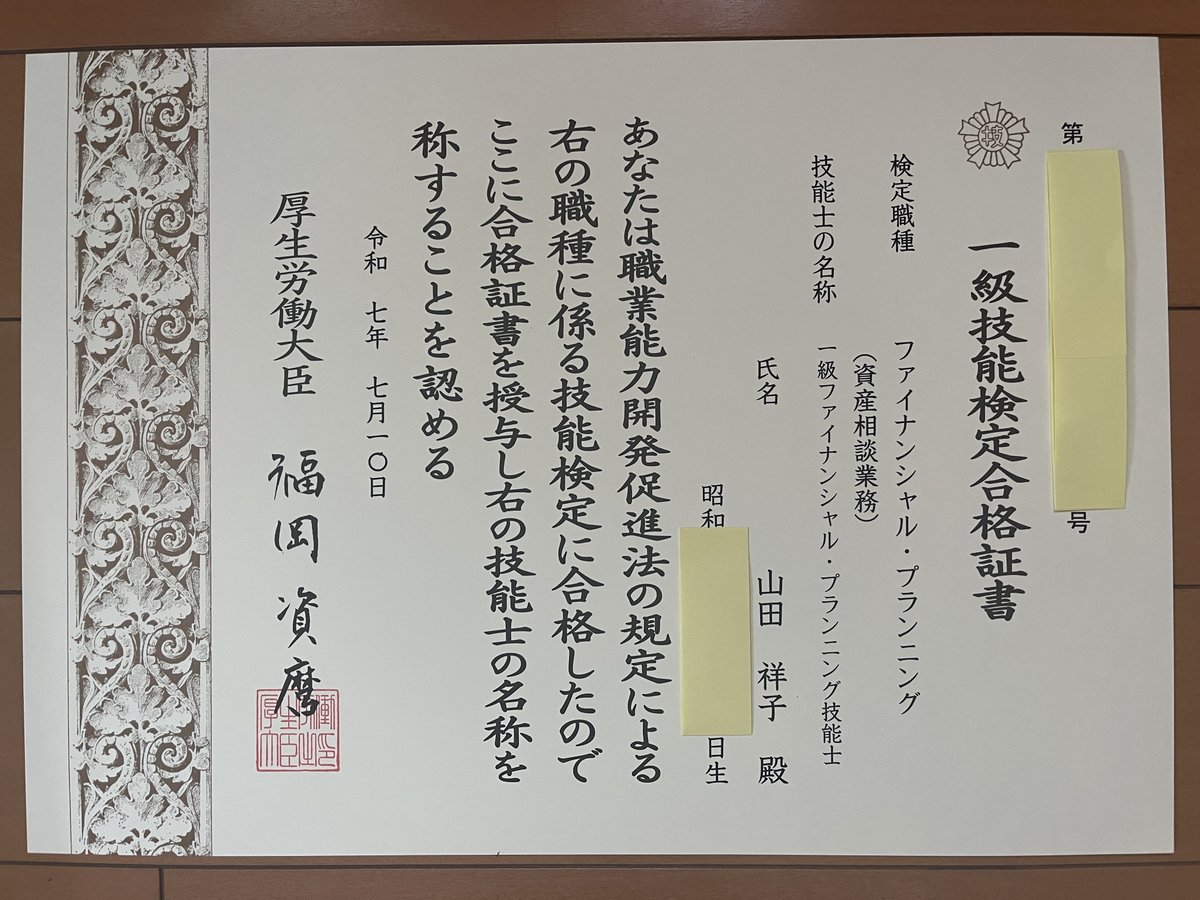 第
号
技
一級技能検定合格証書
検定職種 ファイナンシャル・プランニング
（資産相談業務）
技能士の名称 一級ファイナンシャル・プランニング技能士
氏名 山田 祥子 殿
昭和
日生
あなたは職業能力開発促進法の規定による
右の職種に係る技能検定に合格したので
ここに合格証書を授与し右の技能士の名称を
称することを認める
令和 七年 七月一〇日
厚生労働大臣 福岡 資麿